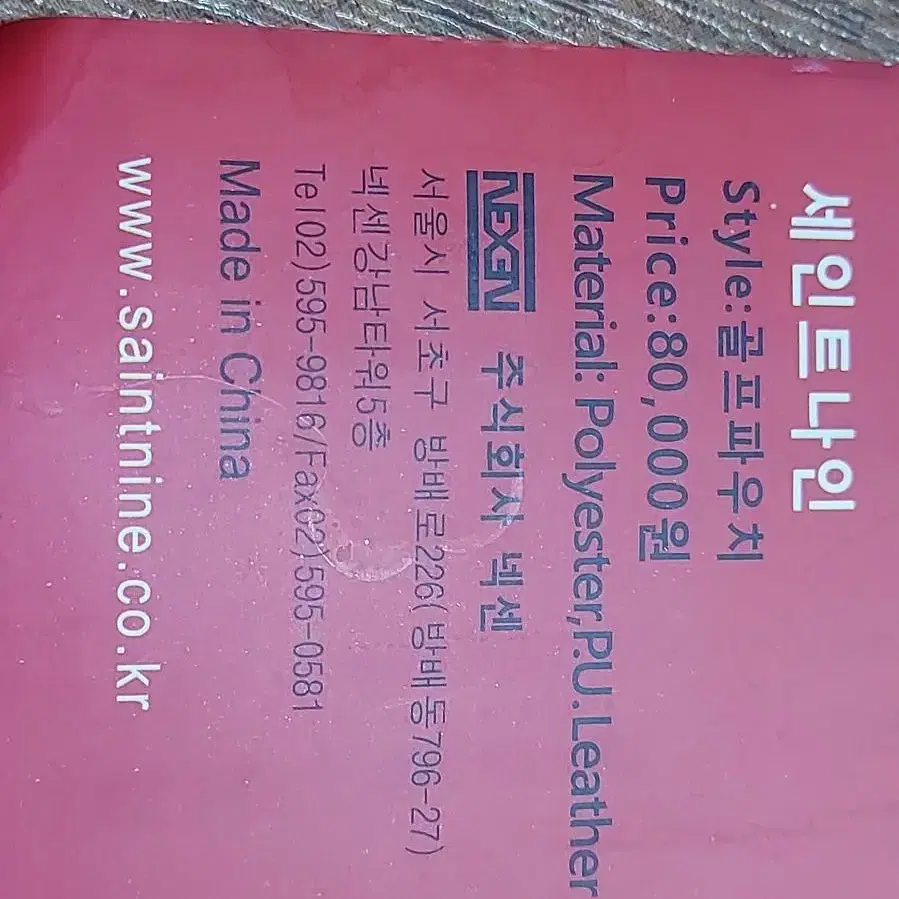 세인트나인
Style:골프파우치
Price:80,000원
Material: Polyester,P.U.Leather
NEXEN 주식회사 넥센
서울시 서초구 방배로226(방배동796-27)
넥센강남타워5층
Tel02)595-9816/Fax02)595-0581
Made in China
www.saintnine.co.kr